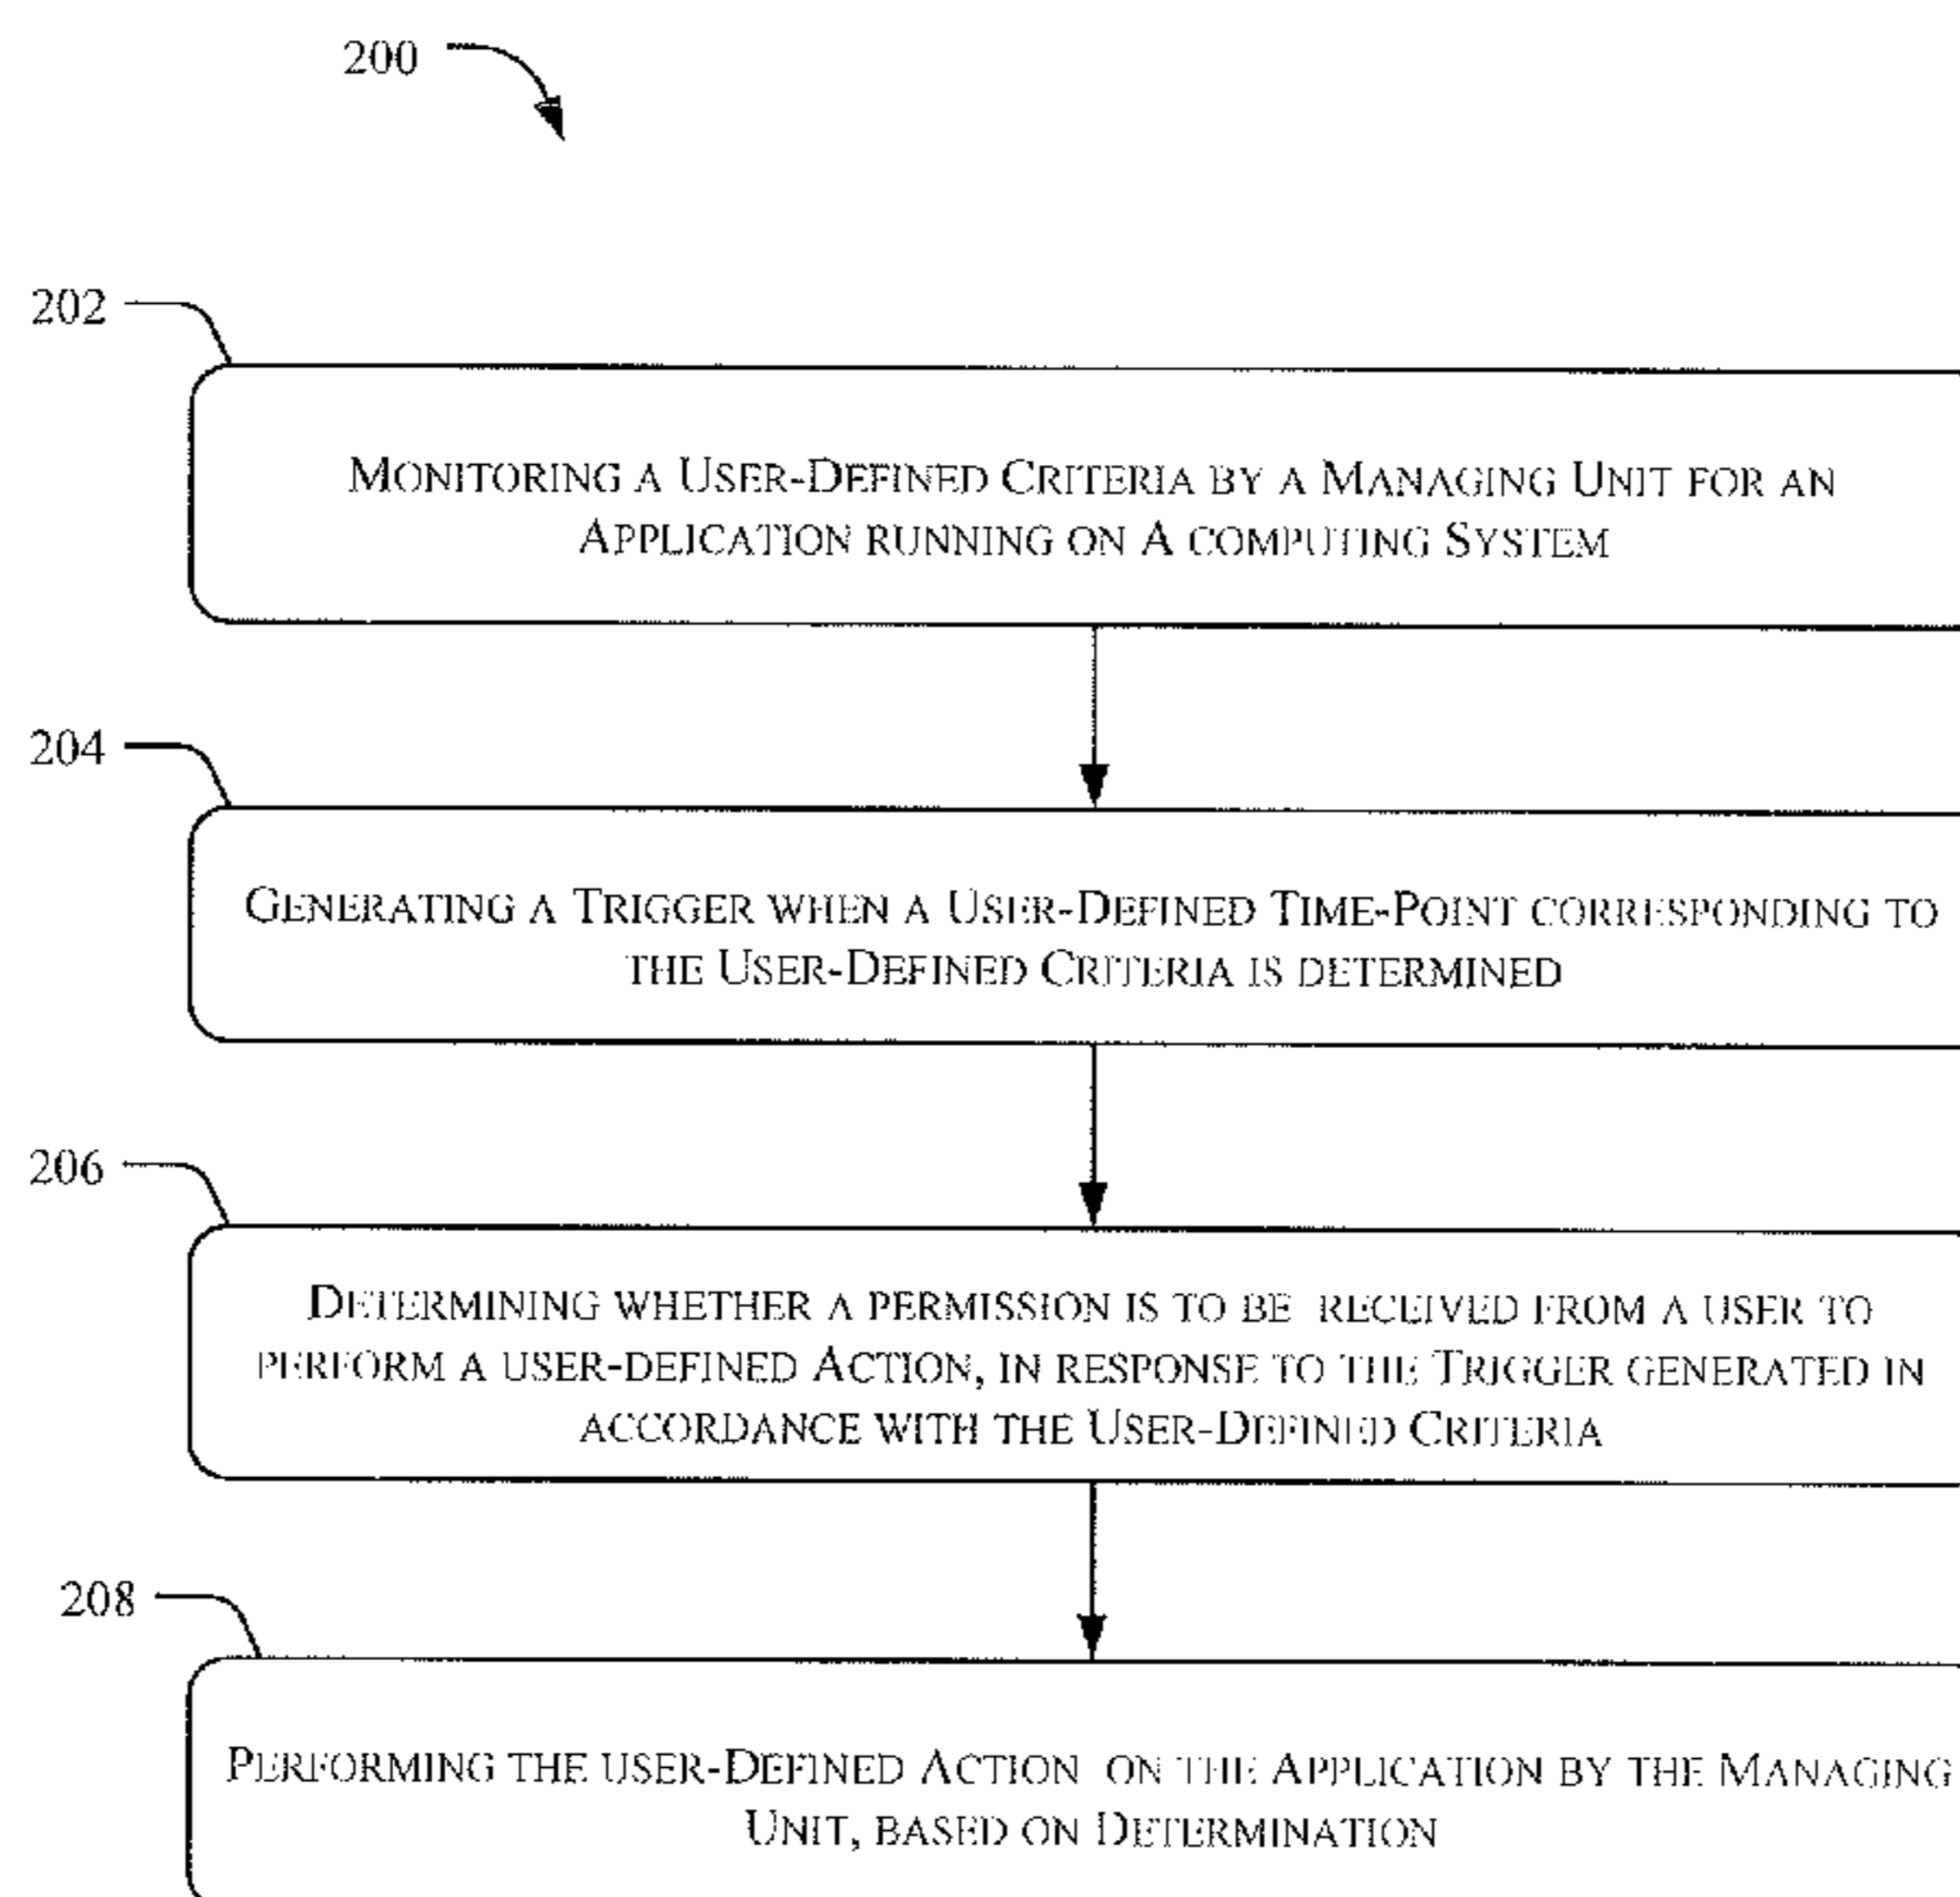 200
202
MONITORING A USER-DEFINED CRITERIA BY A MANAGING UNIT FOR AN
APPLICATION RUNNING ON A COMPUTING SYSTEM
204
GENERATING A TRIGGER WHEN A USER-DEFINED TIME-POINT CORRESPONDING TO
THE USER-DEFINED CRITERIA IS DETERMINED
206
DETERMINING WHETHER A PERMISSION IS TO BE RECEIVED FROM A USER TO
PERFORM A USER-DEFINED ACTION, IN RESPONSE TO THE TRIGGER GENERATED IN
ACCORDANCE WITH THE USER-DEFINED CRITERIA
208
PERFORMING THE USER-DEFINED ACTION ON THE APPLICATION BY THE MANAGING
UNIT, BASED ON DETERMINATION